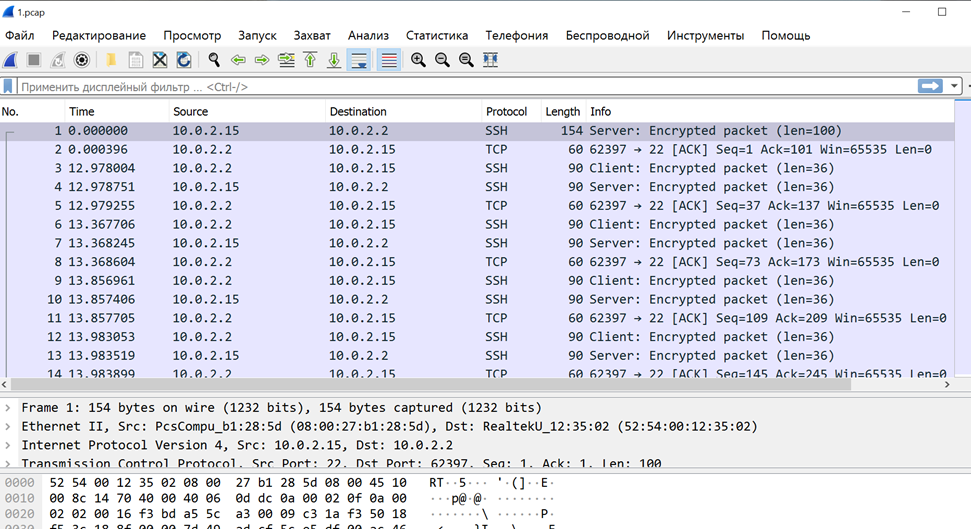 1.pcap
Файл Редактирование Просмотр Запуск Захват Анализ Статистика Телефония Беспроводной Инструменты Помощь
Применить дисплейный фильтр ... <Ctrl-/>
No. Time Source Destination Protocol Length Info
1 0.000000 10.0.2.15 10.0.2.2 SSH 154 Server: Encrypted packet (len=100)
2 0.000396 10.0.2.2 10.0.2.15 TCP 60 62397 → 22 [ACK] Seq=1 Ack=101 Win=65535 Len=0
3 12.978004 10.0.2.2 10.0.2.15 SSH 90 Client: Encrypted packet (len=36)
4 12.978751 10.0.2.15 10.0.2.2 SSH 90 Server: Encrypted packet (len=36)
5 12.979255 10.0.2.2 10.0.2.15 TCP 60 62397 → 22 [ACK] Seq=37 Ack=137 Win=65535 Len=0
6 13.367706 10.0.2.2 10.0.2.15 SSH 90 Client: Encrypted packet (len=36)
7 13.368245 10.0.2.15 10.0.2.2 SSH 90 Server: Encrypted packet (len=36)
8 13.368604 10.0.2.2 10.0.2.15 TCP 60 62397 → 22 [ACK] Seq=73 Ack=173 Win=65535 Len=0
9 13.856961 10.0.2.2 10.0.2.15 SSH 90 Client: Encrypted packet (len=36)
10 13.857406 10.0.2.15 10.0.2.2 SSH 90 Server: Encrypted packet (len=36)
11 13.857705 10.0.2.2 10.0.2.15 TCP 60 62397 → 22 [ACK] Seq=109 Ack=209 Win=65535 Len=0
12 13.983053 10.0.2.2 10.0.2.15 SSH 90 Client: Encrypted packet (len=36)
13 13.983519 10.0.2.15 10.0.2.2 SSH 90 Server: Encrypted packet (len=36)
14 13.983899 10.0.2.2 10.0.2.15 TCP 60 62397 → 22 [ACK] Seq=145 Ack=245 Win=65535 Len=0
Frame 1: 154 bytes on wire (1232 bits), 154 bytes captured (1232 bits)
Ethernet II, Src: PcsCompu_b1:28:5d (08:00:27:b1:28:5d), Dst: RealtekU_12:35:02 (52:54:00:12:35:02)
Internet Protocol Version 4, Src: 10.0.2.15, Dst: 10.0.2.2
Transmission Control Protocol, Src Port: 22, Dst Port: 62397, Seq: 1, Ack: 1, Len: 100
0000 52 54 00 12 35 02 08 00 27 b1 28 5d 08 00 45 10 RT··5··· '·(]··E·
0010 00 8c 14 70 40 00 40 06 0d dc 0a 00 02 0f 0a 00 ···p@·@· ········
0020 02 02 00 16 f3 bd a5 5c a3 00 09 c3 1a f3 50 18 ·······\ ······P·
0030 f5 3c 18 8f 00 00 7d 49 ad cf 5c e5 df 00 ac 46